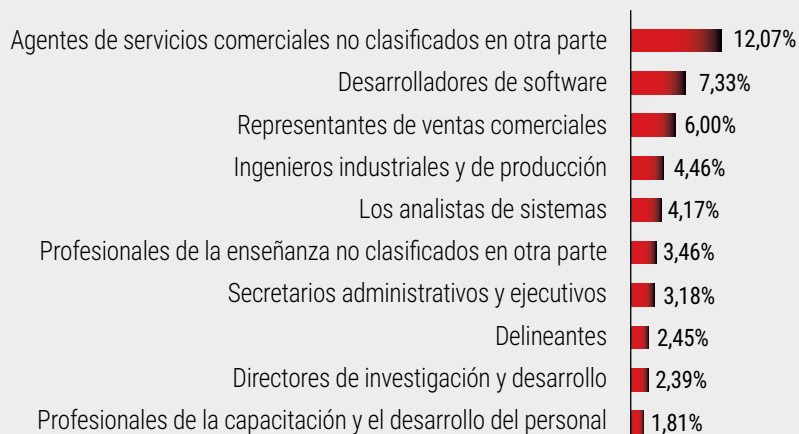 Agentes de servicios comerciales no clasificados en otra parte 12,07%
Desarrolladores de software 7,33%
Representantes de ventas comerciales 6,00%
Ingenieros industriales y de producción 4,46%
Los analistas de sistemas 4,17%
Profesionales de la enseñanza no clasificados en otra parte 3,46%
Secretarios administrativos y ejecutivos 3,18%
Delineantes 2,45%
Directores de investigación y desarrollo 2,39%
Profesionales de la capacitación y el desarrollo del personal 1,81%